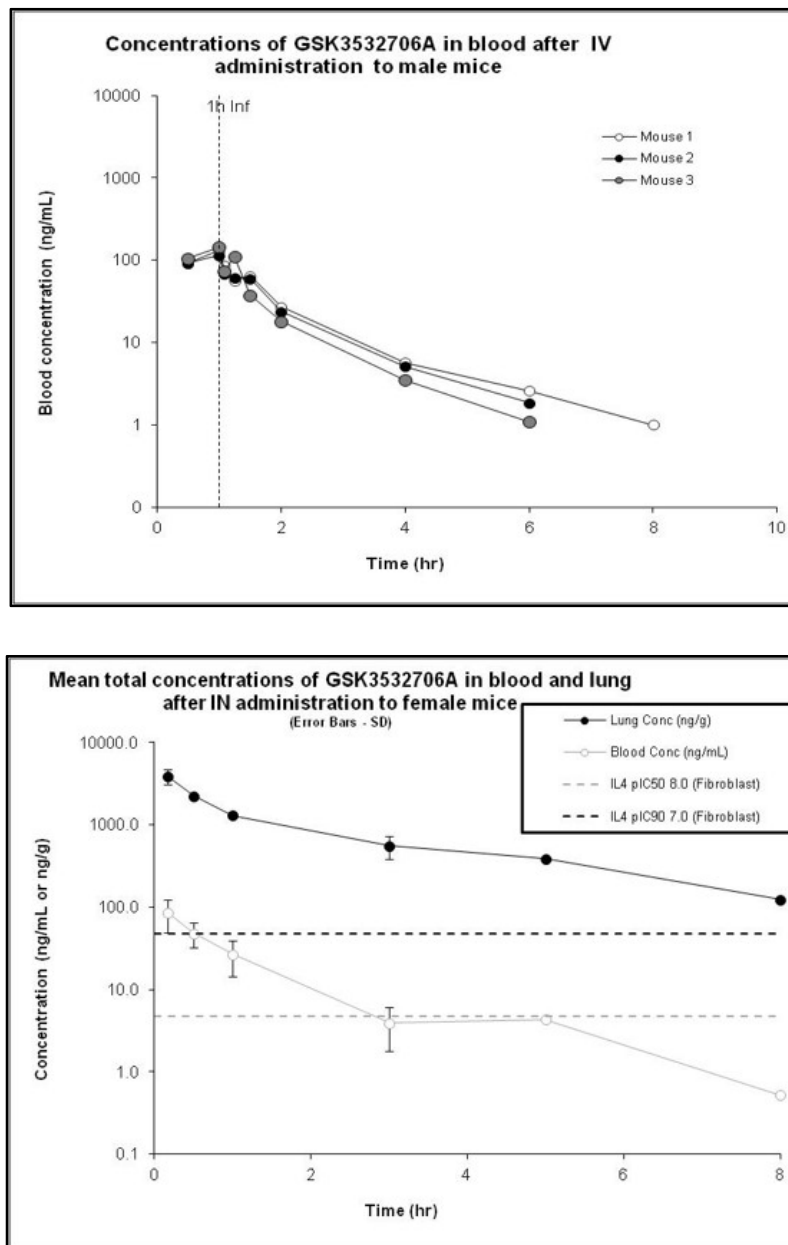 Concentrations of GSK3532706A in blood after IV
administration to male mice
10000
1000
100
10
1
0
1h Inf
Mouse 1
Mouse 2
Mouse 3
Blood concentration (ng/mL)
0 2 4 6 8 10
Time (hr)
Mean total concentrations of GSK3532706A in blood and lung
after IN administration to female mice
(Error Bars - SD)
Lung Conc (ng/g)
Blood Conc (ng/mL)
IL4 pIC50 8.0 (Fibroblast)
IL4 pIC90 7.0 (Fibroblast)
10000.0
1000.0
100.0
10.0
1.0
0.1
Concentration (ng/mL or ng/g)
0 2 4 6 8
Time (hr)